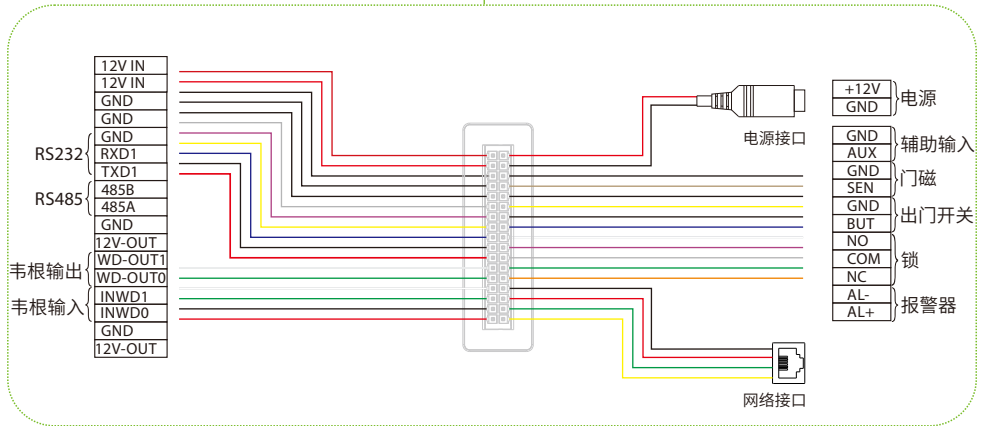 12V IN
12V IN
GND
GND
GND
RS232
RXD1
TXD1
RS485
485B
485A
GND
12V-OUT
韦根输出
WD-OUT1
WD-OUT0
韦根输入
INWD1
INWD0
GND
12V-OUT
电源接口
+12V
GND
电源
GND
AUX
辅助输入
GND
SEN
门磁
GND
BUT
出门开关
NO
COM
NC
锁
AL-
AL+
报警器
网络接口